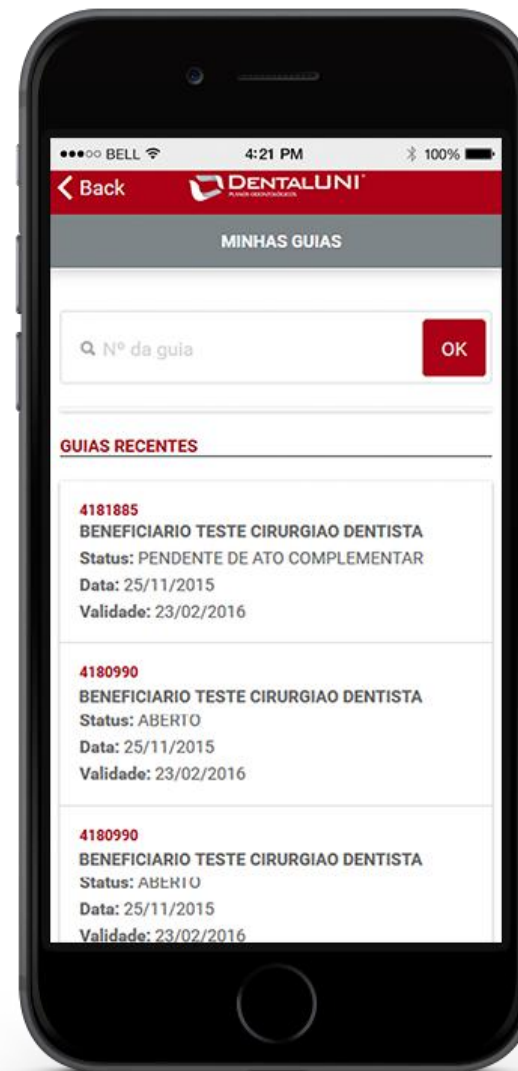 ●●●○○ BELL 4:21 PM 100%
Back DENTALUNI
PLANOS ODONTOLÓGICOS
MINHAS GUIAS
Nº da guia OK
GUIAS RECENTES
4181885
BENEFICIARIO TESTE CIRURGIAO DENTISTA
Status: PENDENTE DE ATO COMPLEMENTAR
Data: 25/11/2015
Validade: 23/02/2016
4180990
BENEFICIARIO TESTE CIRURGIAO DENTISTA
Status: ABERTO
Data: 25/11/2015
Validade: 23/02/2016
4180990
BENEFICIARIO TESTE CIRURGIAO DENTISTA
Status: ABERTO
Data: 25/11/2015
Validade: 23/02/2016